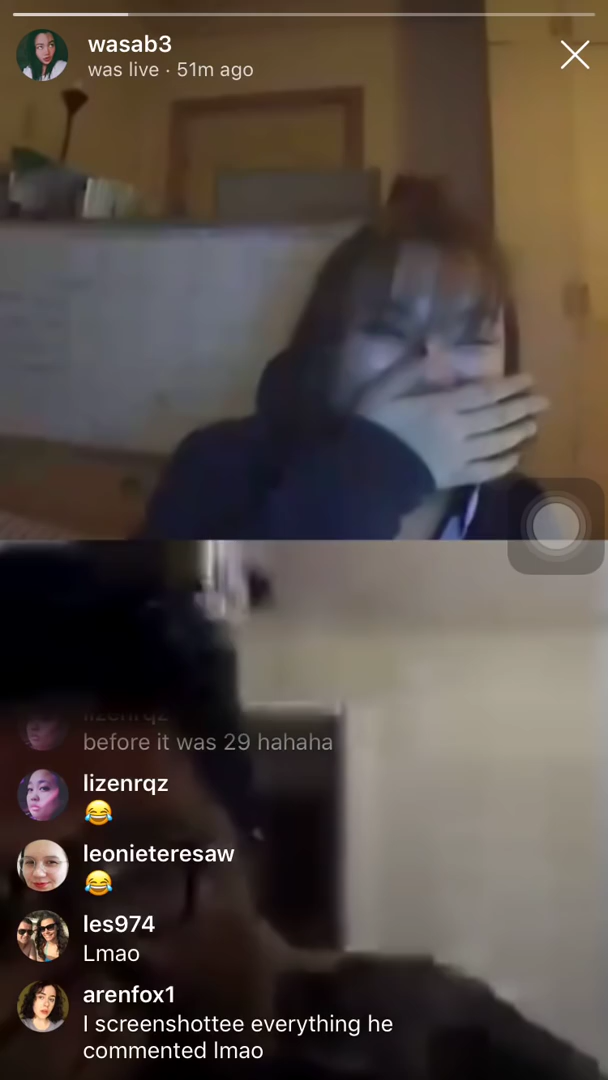 wasab3
was live · 51m ago
lizenrqz
before it was 29 hahaha
lizenrqz
😂
leonieteresaw
😂
les974
Lmao
arenfox1
I screenshottee everything he
commented lmao